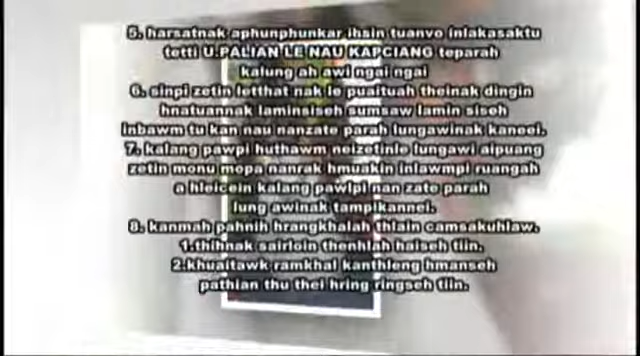 5. harsatnak aphunphunkar ihsin tuanvo inlakasaktu
tetti U.PALIAN LE NAU KAPCIANG teparah
kalung ah awi ngai ngai
6. sinpi zetin letthat nak le puaituah theinak dingin
hnatuannak laminsiseh sum saw lamin siseh
inbawm tu kan nau nanzate parah lungawinak kaneei.
7. kalang pawpi huthawm neizetinle lungawi aipuang
zetin monu mopa nanrak hmuakin inlawmpi ruangah
a hleicein kalang pawlpi nan zate parah
lung awinak tampikannei.
8. kanmah pahnih hrangkhalah thlain camsakuhlaw.
1.thihnak sairloin thenhlah haiseh tiin.
2.khuaitawk ramkhal kanthleng hmanseh
pathian thu thei hring ringseh tiin.